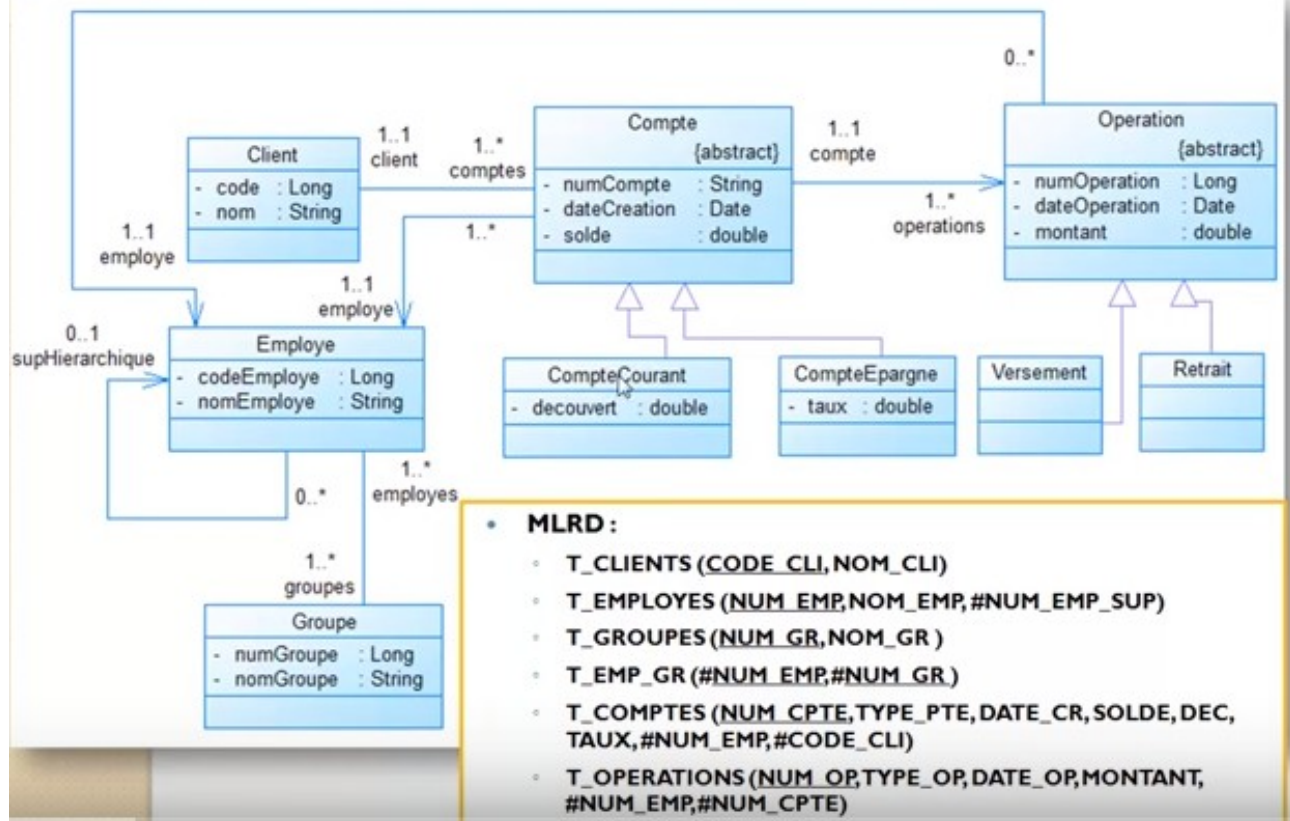 0..*
Client
- code : Long
- nom : String
1..1
client
1..*
comptes
Compte
{abstract}
- numCompte : String
- dateCreation : Date
- solde : double
1..1
compte
1..*
operations
Operation
{abstract}
- numOperation : Long
- dateOperation : Date
- montant : double
1..1
employe
1..*
1..1
employe
0..1
supHierarchique
Employe
- codeEmploye : Long
- nomEmploye : String
CompteCourant
- decouvert : double
CompteEpargne
- taux : double
Versement
Retrait
0..*
1..*
employes
1..*
groupes
Groupe
- numGroupe : Long
- nomGroupe : String
• MLRD :
◦ T_CLIENTS (CODE_CLI, NOM_CLI)
◦ T_EMPLOYES (NUM_EMP,NOM_EMP, #NUM_EMP_SUP)
◦ T_GROUPES (NUM_GR,NOM_GR )
◦ T_EMP_GR (#NUM_EMP,#NUM_GR )
◦ T_COMPTES (NUM_CPTE,TYPE_PTE, DATE_CR, SOLDE, DEC,
TAUX,#NUM_EMP,#CODE_CLI)
◦ T_OPERATIONS (NUM_OP,TYPE_OP, DATE_OP,MONTANT,
#NUM_EMP,#NUM_CPTE)